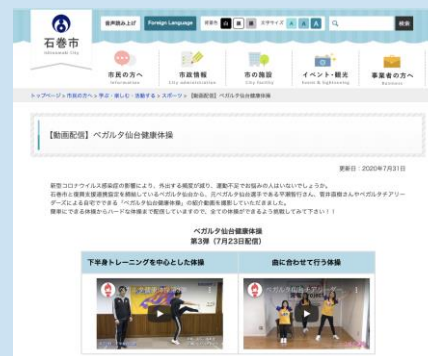 石巻市
Ishinomaki City
音声読み上げ
Foreign Language
背景色
白
黒
文字サイズ
A
A
A
検索
市民の方へ
Information
市政情報
City administration
市の施設
City facility
イベント・観光
Event & Sightseeing
事業者の方へ
Business
トップページ > 市民の方へ > 学ぶ・楽しむ・活動する > スポーツ > 【動画配信】ベガルタ仙台健康体操
【動画配信】ベガルタ仙台健康体操
更新日：2020年7月31日
新型コロナウイルス感染症の影響により、外出する頻度が減り、運動不足でお悩みの人はいないでしょうか。
石巻市と復興支援連携協定を締結しているベガルタ仙台から、元ベガルタ仙台選手である平瀬智行さん、菅井直樹さんやベガルタチアリー
ダーズによる自宅でできる「ベガルタ仙台健康体操」の紹介動画を撮影していただきました。
簡単にできる体操からハードな体操まで配信していますので、全ての体操ができるよう挑戦してみて下さい！！
ベガルタ仙台健康体操
第3弾（7月23日配信）
下半身トレーニングを中心とした体操
曲に合わせて行う体操